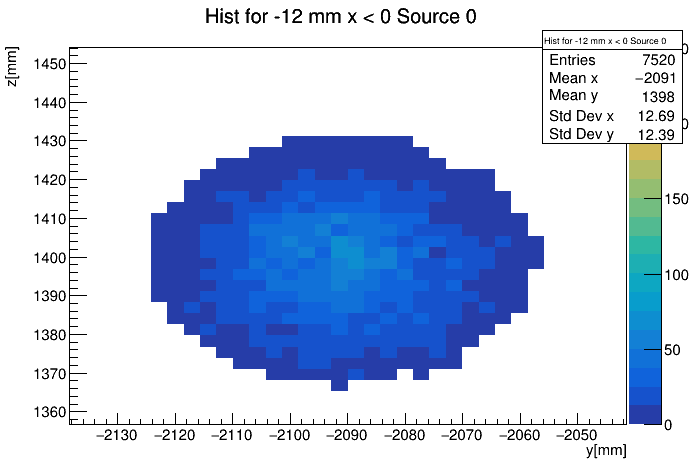 Hist for -12 mm x < 0 Source 0
z[mm]
Hist for -12 mm x < 0 Source 0
Entries 7520
Mean x −2091
Mean y 1398
Std Dev x 12.69
Std Dev y 12.39
1450
1440
1430
1420
1410
1400
1390
1380
1370
1360
150
100
50
0
−2130 −2120 −2110 −2100 −2090 −2080 −2070 −2060 −2050
y[mm]